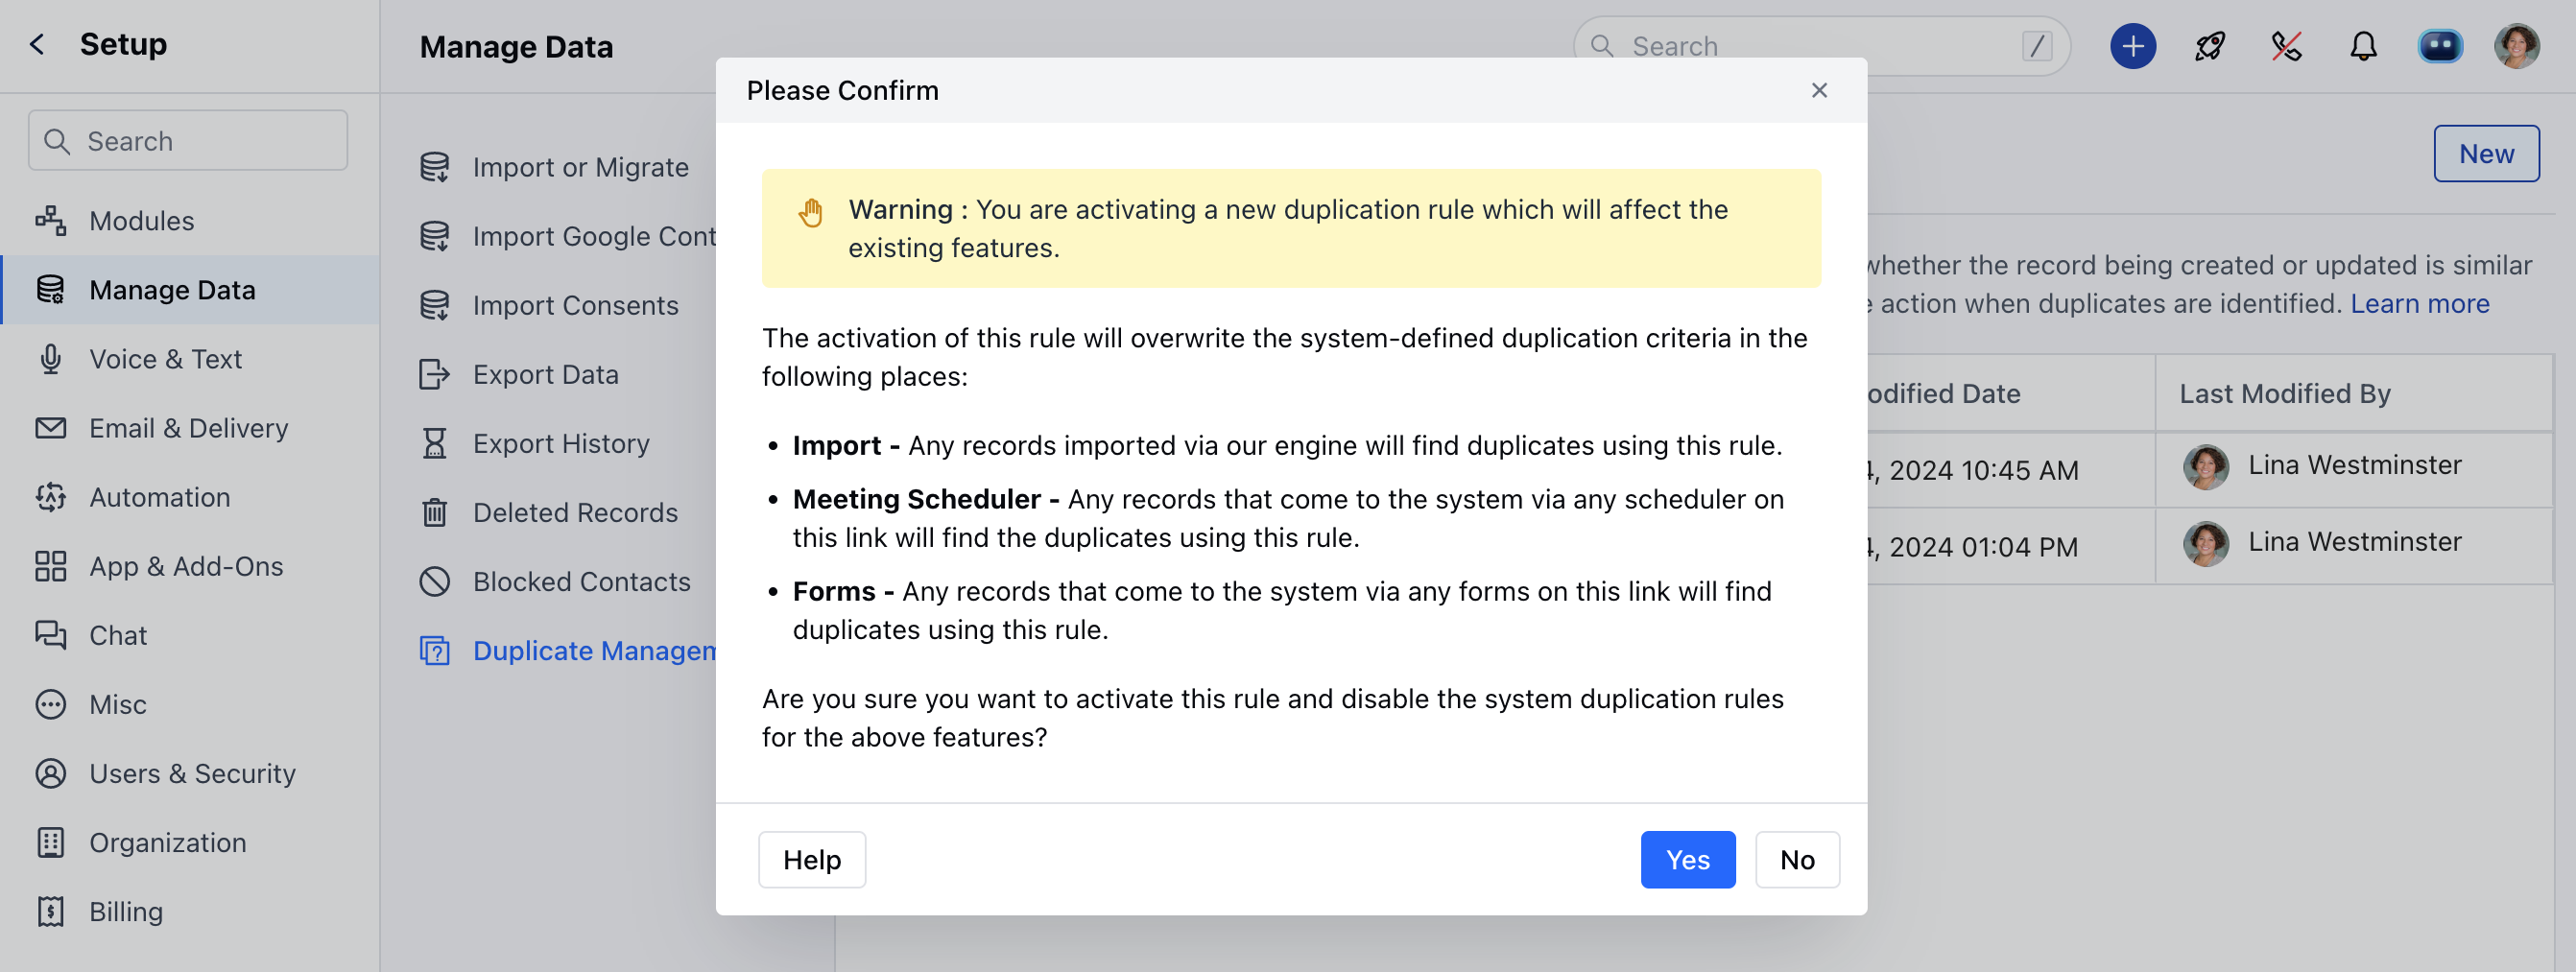 Setup
Search
Modules
Manage Data
Voice & Text
Email & Delivery
Automation
App & Add-Ons
Chat
Misc
Users & Security
Organization
Billing
Manage Data
Search /
Import or Migrate
Import Google Cont
Import Consents
Export Data
Export History
Deleted Records
Blocked Contacts
Duplicate Managem
Please Confirm
Warning : You are activating a new duplication rule which will affect the
existing features.
The activation of this rule will overwrite the system-defined duplication criteria in the
following places:
• Import - Any records imported via our engine will find duplicates using this rule.
• Meeting Scheduler - Any records that come to the system via any scheduler on
this link will find the duplicates using this rule.
• Forms - Any records that come to the system via any forms on this link will find
duplicates using this rule.
Are you sure you want to activate this rule and disable the system duplication rules
for the above features?
Help
Yes
No
New
whether the record being created or updated is similar
action when duplicates are identified. Learn more
odified Date
Last Modified By
4, 2024 10:45 AM
Lina Westminster
4, 2024 01:04 PM
Lina Westminster